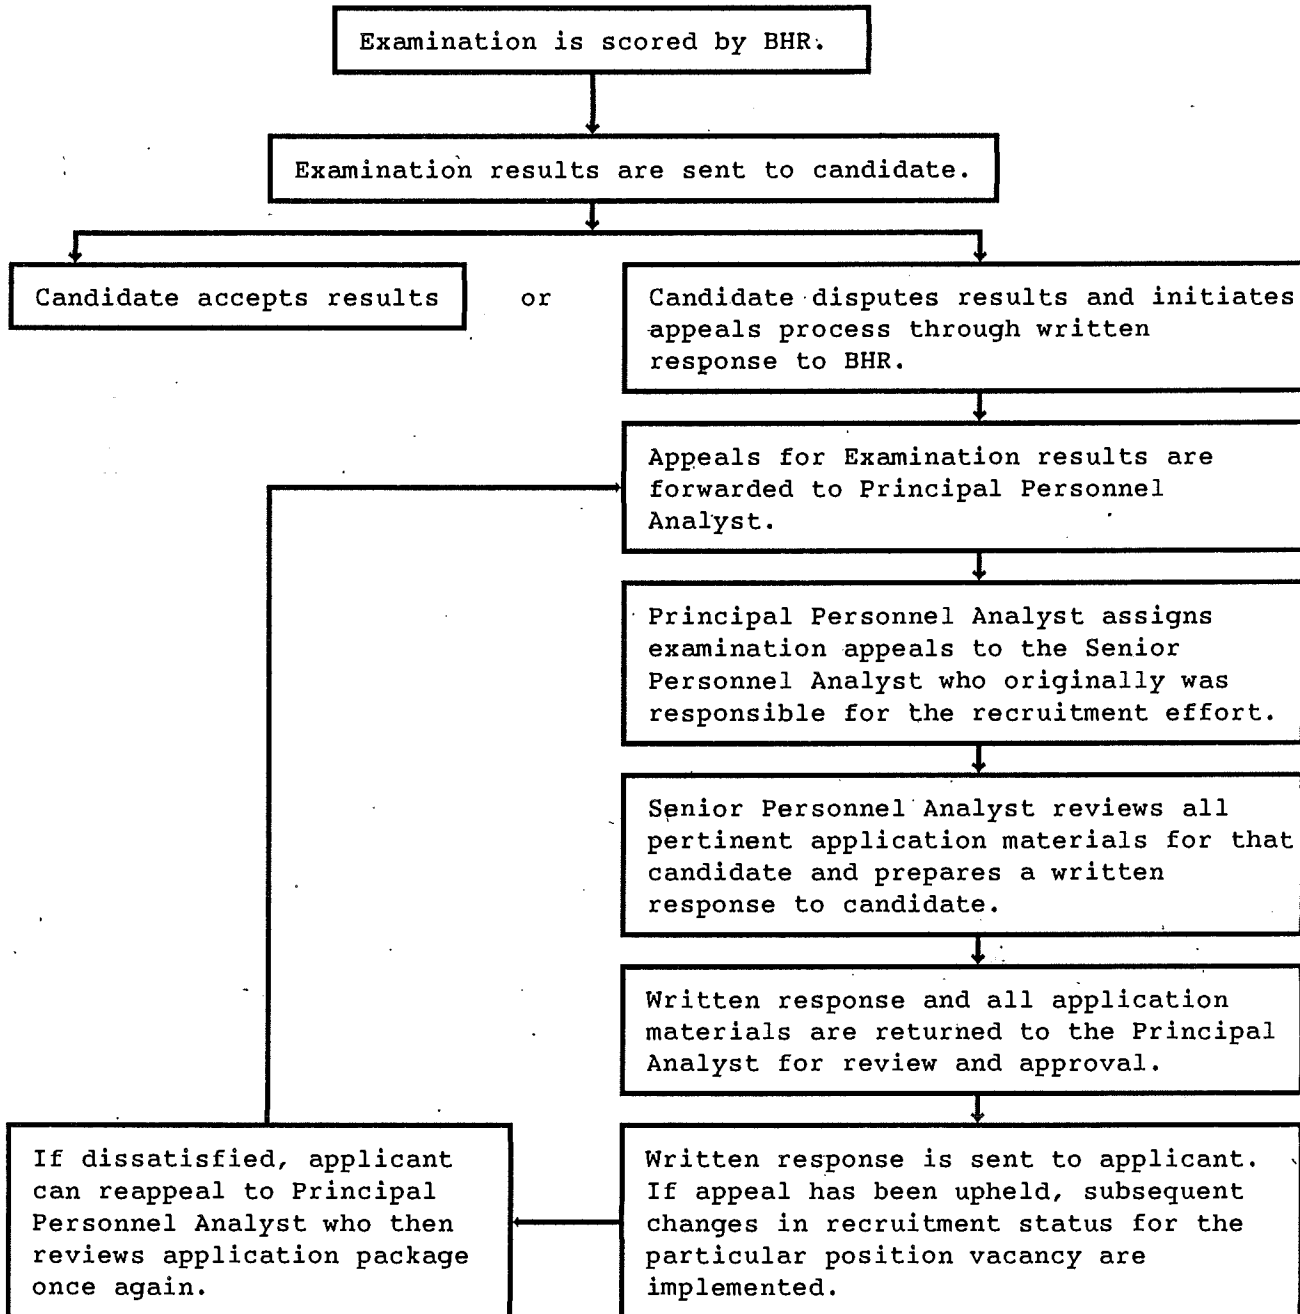 Examination is scored by BHR.
Examination results are sent to candidate.
Candidate accepts results
or
Candidate disputes results and initiates
appeals process through written
response to BHR.
Appeals for Examination results are
forwarded to Principal Personnel
Analyst.
Principal Personnel Analyst assigns
examination appeals to the Senior
Personnel Analyst who originally was
responsible for the recruitment effort.
Senior Personnel Analyst reviews all
pertinent application materials for that
candidate and prepares a written
response to candidate.
Written response and all application
materials are returned to the Principal
Analyst for review and approval.
Written response is sent to applicant.
If appeal has been upheld, subsequent
changes in recruitment status for the
particular position vacancy are
implemented.
If dissatisfied, applicant
can reappeal to Principal
Personnel Analyst who then
reviews application package
once again.